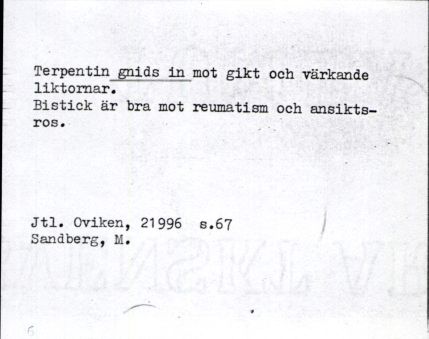 Terpentin gnids in mot gikt och värkande
liktornar.
Bistick är bra mot reumatism och ansikts-
ros.
Jtl. Oviken, 21996 s.67
Sandberg, M.
6